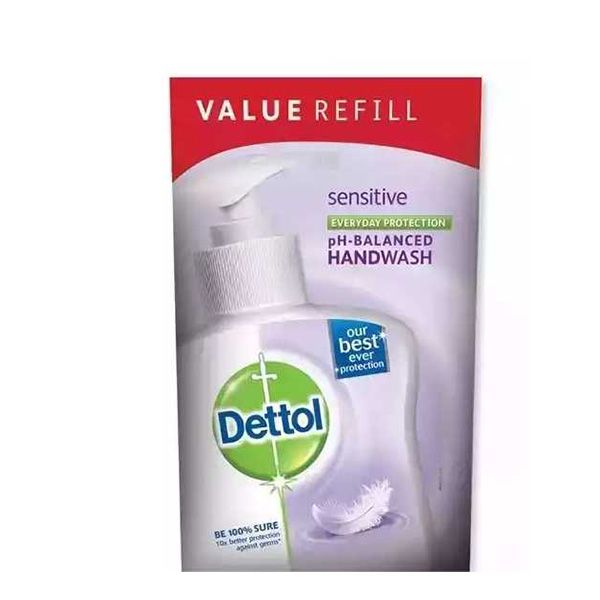 VALUE REFILL
sensitive
EVERYDAY PROTECTION
pH-BALANCED
HANDWASH
our
best*
ever
*protection
Dettol
BE 100% SURE
10x better protection
against germs*